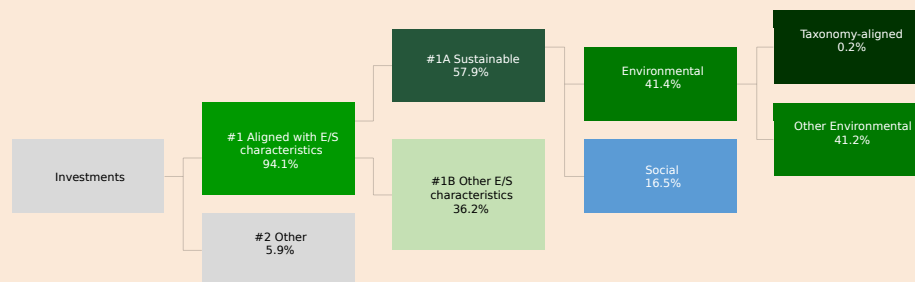 Investments
#1 Aligned with E/S
characteristics
94.1%
#2 Other
5.9%
#1A Sustainable
57.9%
#1B Other E/S
characteristics
36.2%
Environmental
41.4%
Social
16.5%
Taxonomy-aligned
0.2%
Other Environmental
41.2%